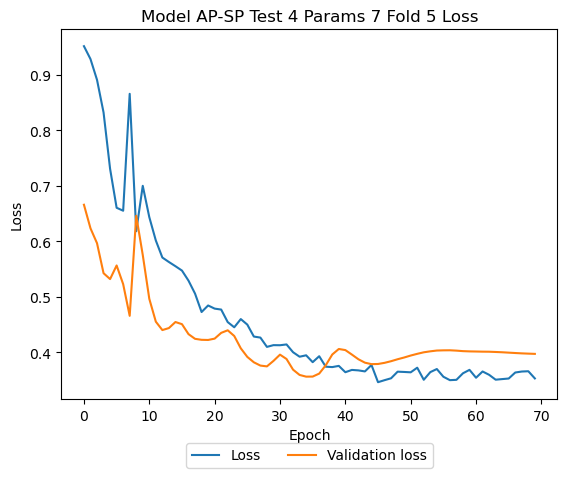 Model AP-SP Test 4 Params 7 Fold 5 Loss
Loss
0.9
0.8
0.7
0.6
0.5
0.4
0 10 20 30 40 50 60 70
Epoch
Loss Validation loss